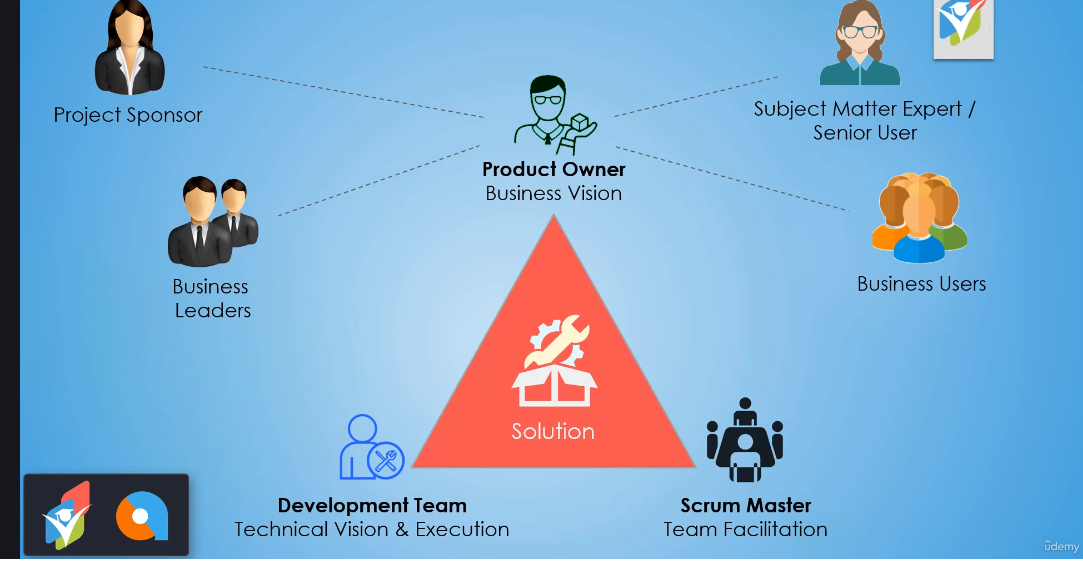 Project Sponsor
Subject Matter Expert /
Senior User
Product Owner
Business Vision
Business
Leaders
Business Users
Solution
Development Team
Technical Vision & Execution
Scrum Master
Team Facilitation
ûdemy